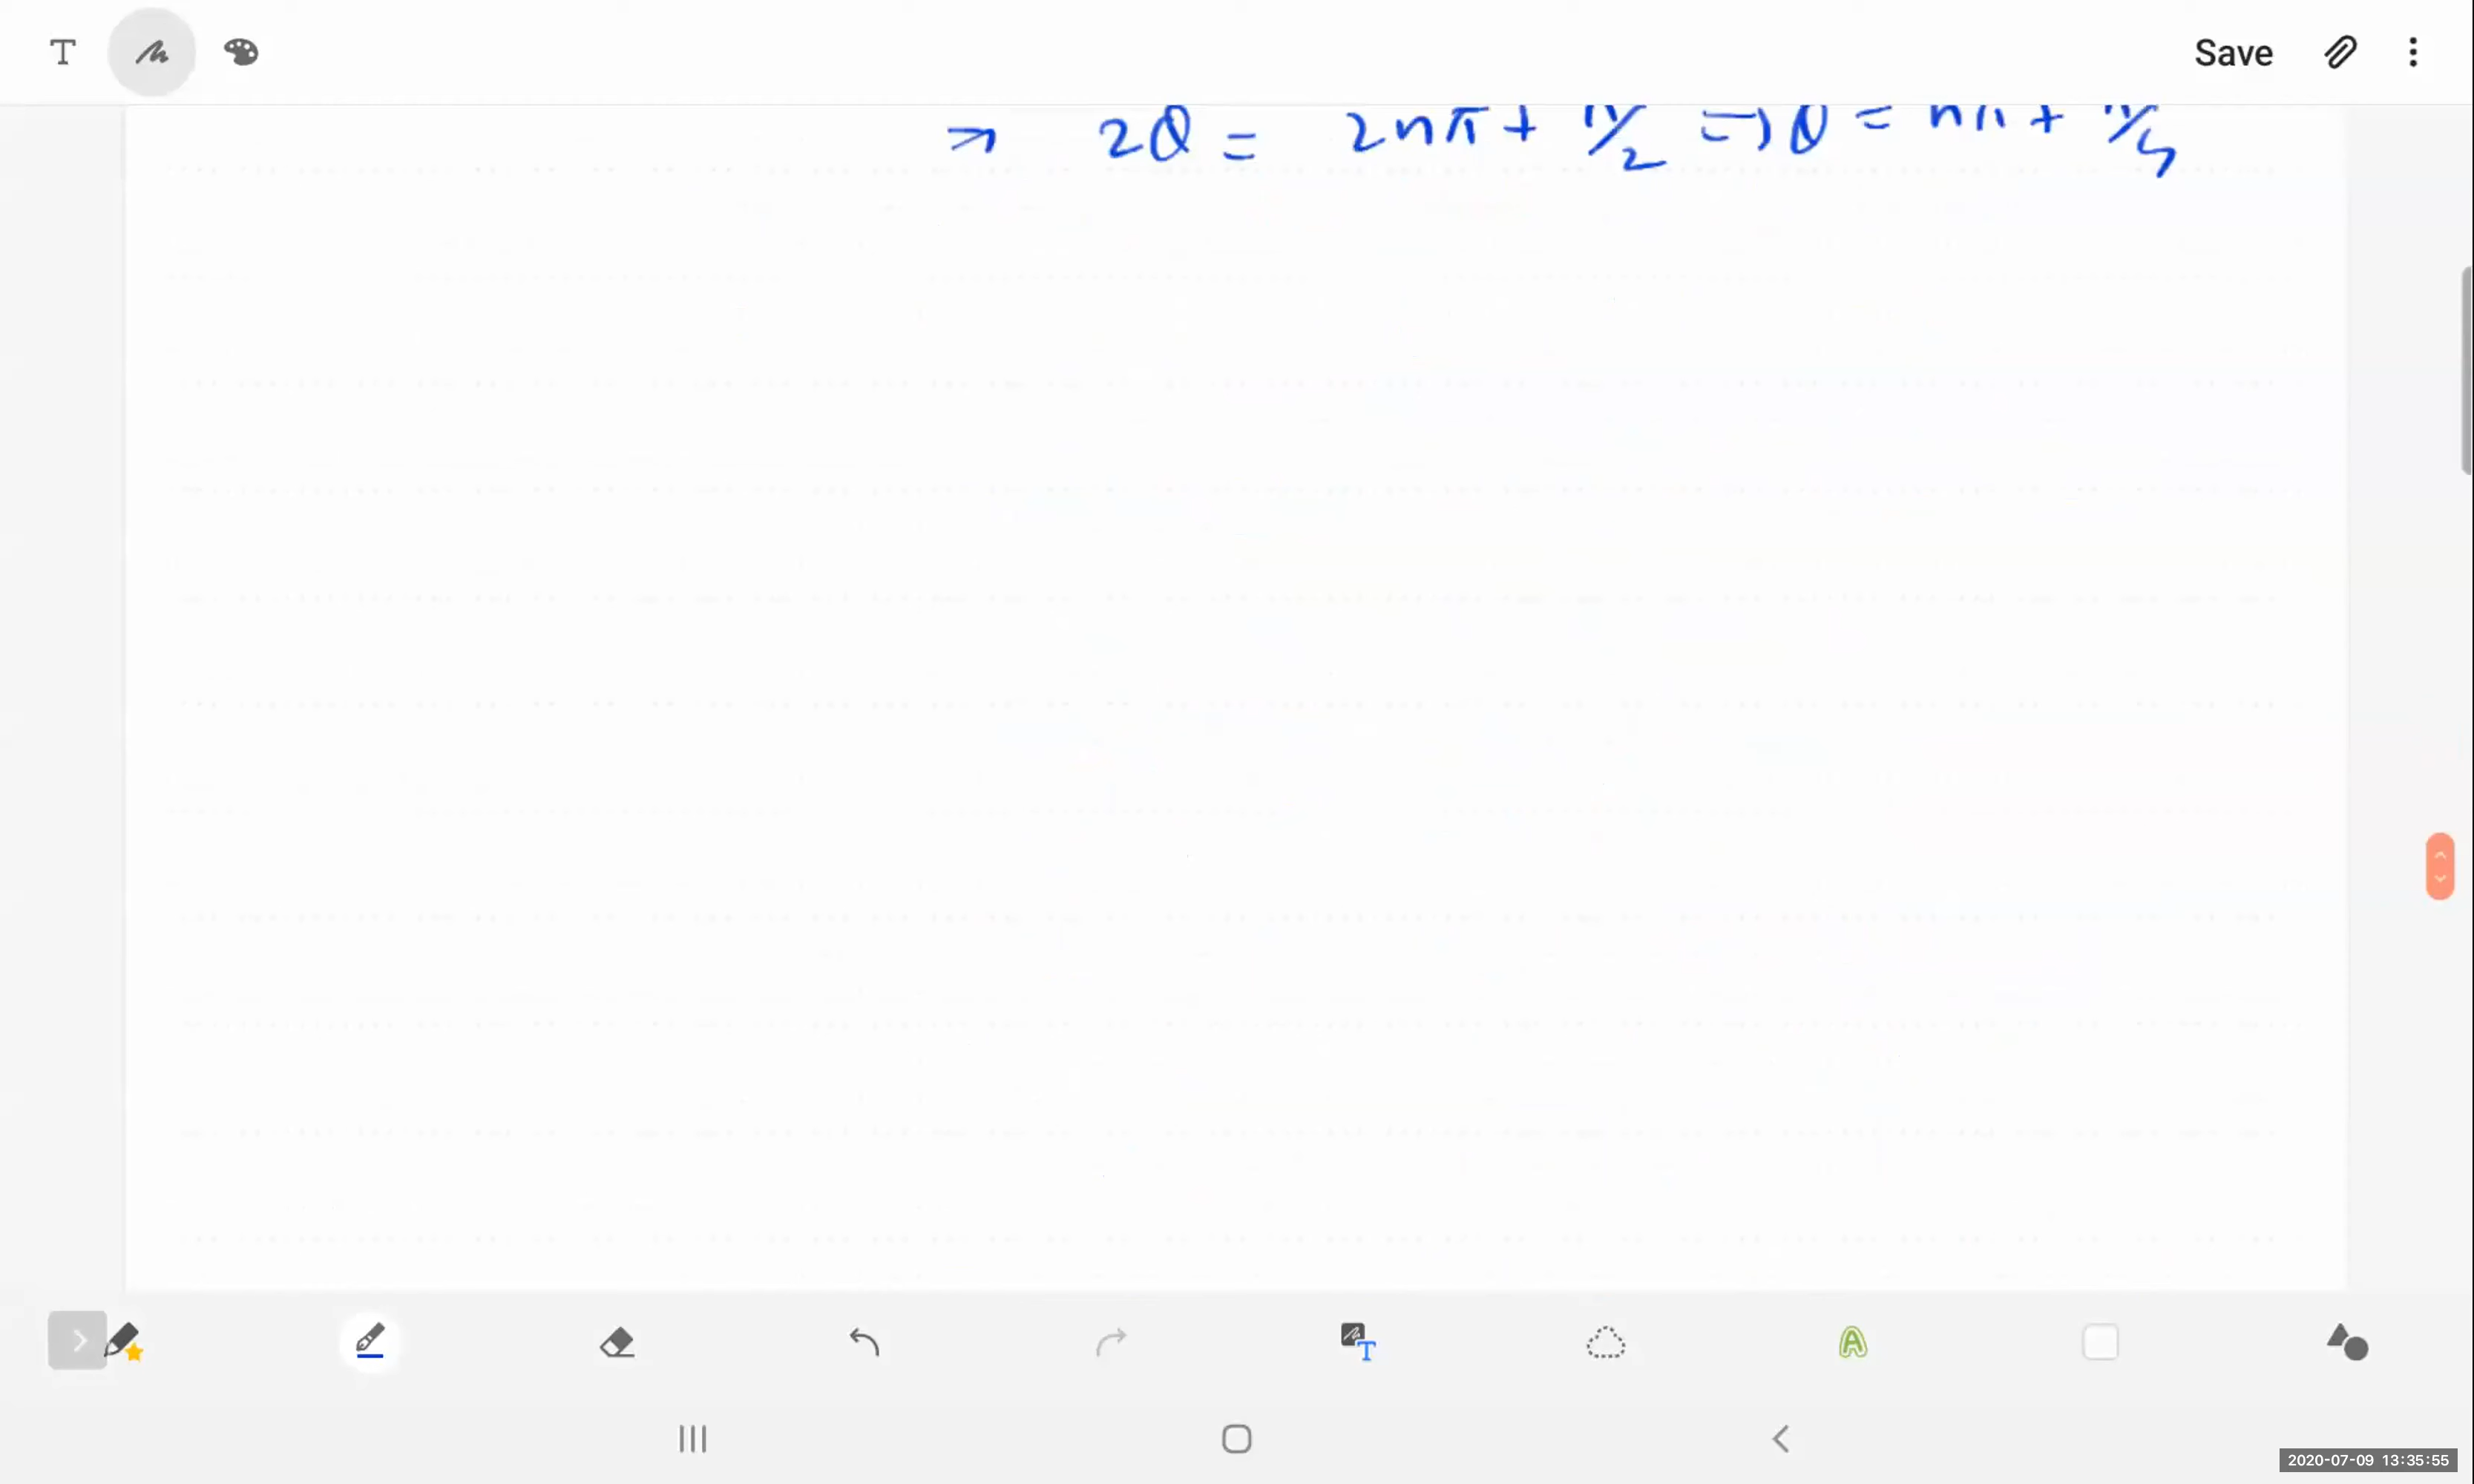 Save
⇒ 2θ = 2nπ + π/2 ⇒ θ = nπ + π/4
2020-07-09 13:35:55